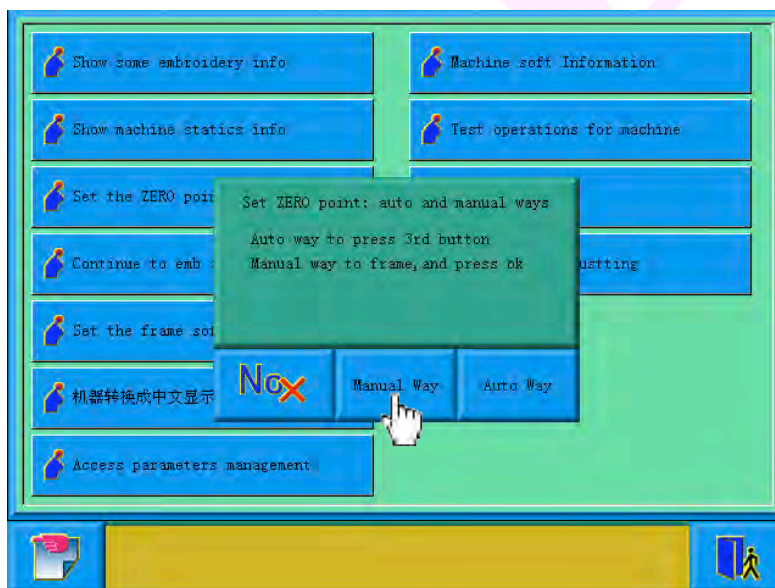 Show some embroidery info
Machine soft Information
Show machine statics info
Test operations for machine
Set the ZERO poin
Continue to emb
ustting
Set the frame sof
机器转换成中文显示
Access parameters management
Set ZERO point: auto and manual ways
Auto way to press 3rd button
Manual way to frame,and press ok
No
Manual Way
Auto Way